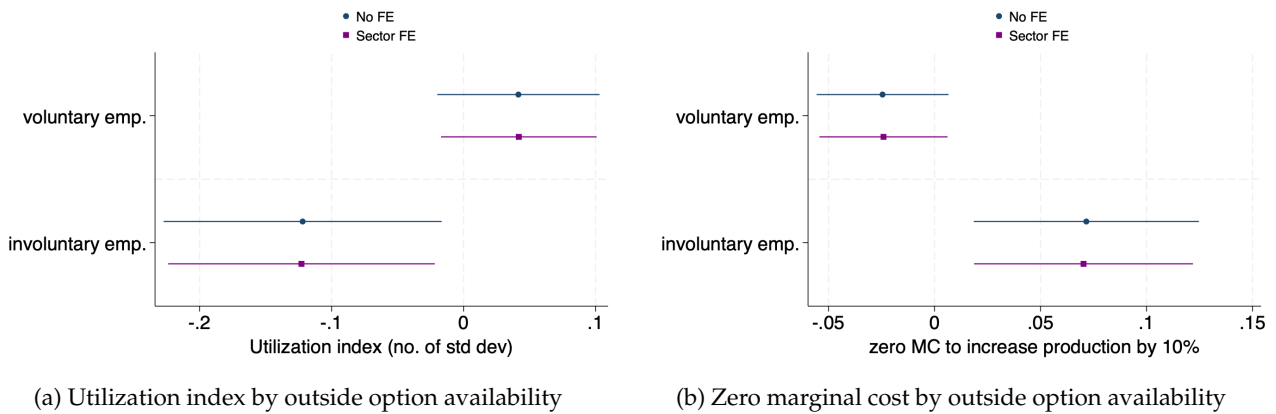 No FE
Sector FE
voluntary emp.
involuntary emp.
-.2 -.1 0 .1
Utilization index (no. of std dev)
(a) Utilization index by outside option availability
No FE
Sector FE
voluntary emp.
involuntary emp.
-.05 0 .05 .1 .15
zero MC to increase production by 10%
(b) Zero marginal cost by outside option availability